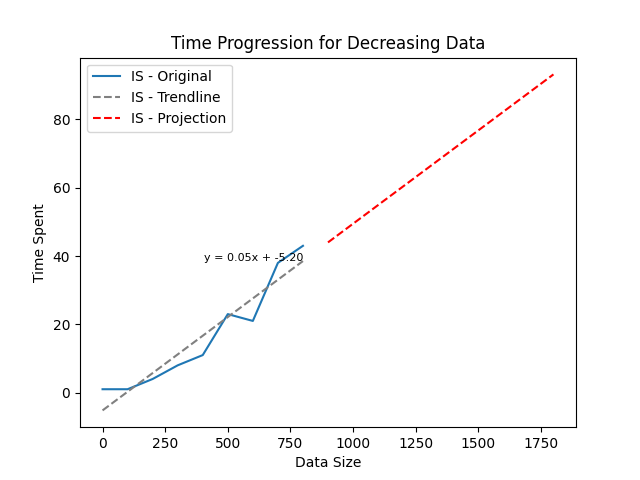 Time Progression for Decreasing Data
IS - Original
IS - Trendline
IS - Projection
80
60
40
20
0
Time Spent
y = 0.05x + -5.20
0 250 500 750 1000 1250 1500 1750
Data Size